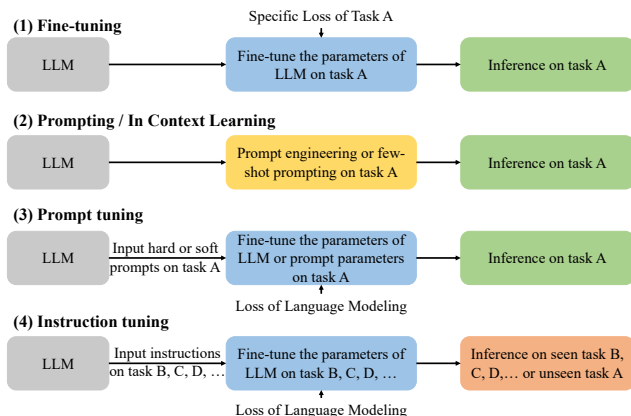 Specific Loss of Task A
(1) Fine-tuning
LLM
Fine-tune the parameters of
LLM on task A
Inference on task A
(2) Prompting / In Context Learning
LLM
Prompt engineering or few-
shot prompting on task A
Inference on task A
(3) Prompt tuning
LLM
Input hard or soft
prompts on task A
Fine-tune the parameters of
LLM or prompt parameters
on task A
Inference on task A
Loss of Language Modeling
(4) Instruction tuning
LLM
Input instructions
on task B, C, D, …
Fine-tune the parameters of
LLM on task B, C, D, …
Inference on seen task B,
C, D,… or unseen task A
Loss of Language Modeling